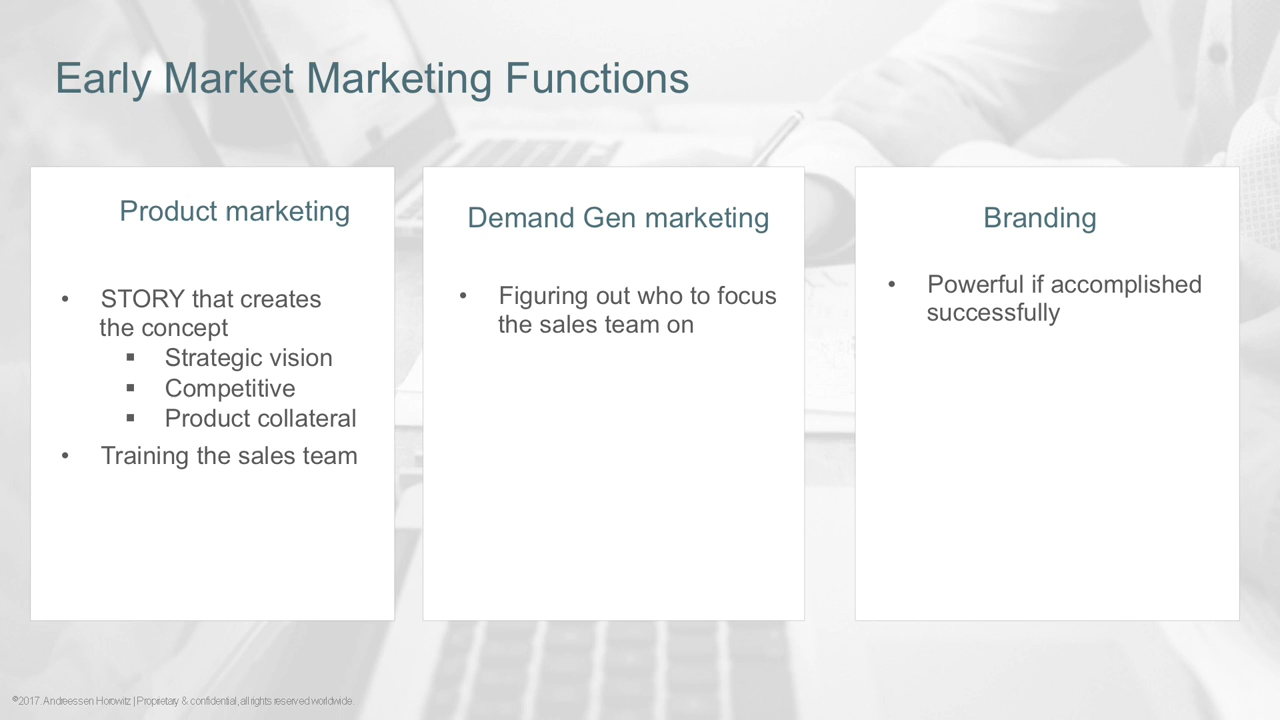 Early Market Marketing Functions
Product marketing
• STORY that creates
the concept
▪ Strategic vision
▪ Competitive
▪ Product collateral
• Training the sales team
Demand Gen marketing
• Figuring out who to focus
the sales team on
Branding
• Powerful if accomplished
successfully
©2017. Andreessen Horowitz | Proprietary & confidential, all rights reserved worldwide.